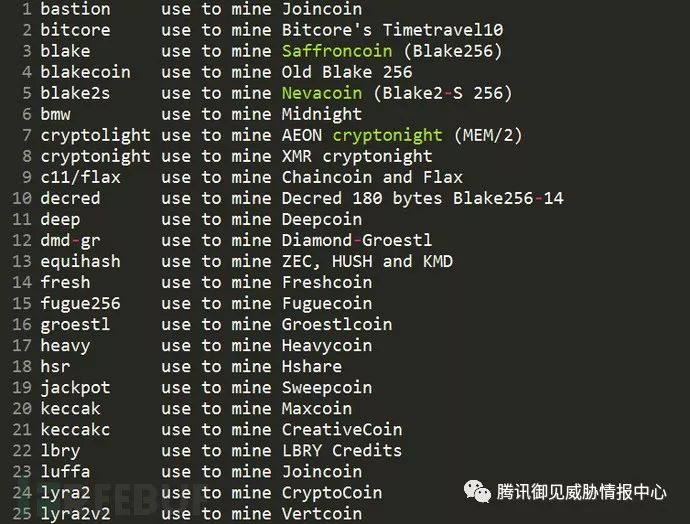 1 bastion use to mine Joincoin
2 bitcore use to mine Bitcore's Timetravel10
3 blake use to mine Saffroncoin (Blake256)
4 blakecoin use to mine Old Blake 256
5 blake2s use to mine Nevacoin (Blake2-S 256)
6 bmw use to mine Midnight
7 cryptolight use to mine AEON cryptonight (MEM/2)
8 cryptonight use to mine XMR cryptonight
9 c11/flax use to mine Chaincoin and Flax
10 decred use to mine Decred 180 bytes Blake256-14
11 deep use to mine Deepcoin
12 dmd-gr use to mine Diamond-Groestl
13 equihash use to mine ZEC, HUSH and KMD
14 fresh use to mine Freshcoin
15 fugue256 use to mine Fuguecoin
16 groestl use to mine Groestlcoin
17 heavy use to mine Heavycoin
18 hsr use to mine Hshare
19 jackpot use to mine Sweepcoin
20 keccak use to mine Maxcoin
21 keccakc use to mine CreativeCoin
22 lbry use to mine LBRY Credits
23 luffa use to mine Joincoin
24 lyra2 use to mine CryptoCoin
25 lyra2v2 use to mine Vertcoin
腾讯御见威胁情报中心